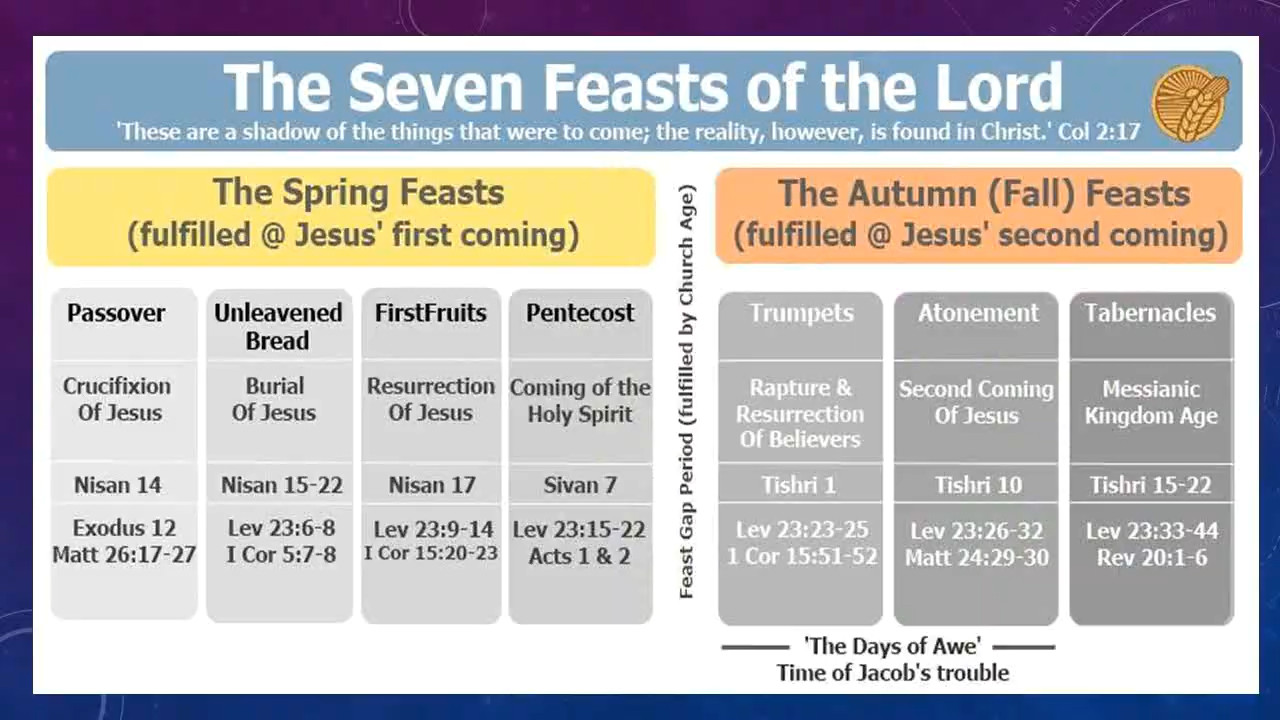 The Seven Feasts of the Lord
'These are a shadow of the things that were to come; the reality, however, is found in Christ.' Col 2:17
The Spring Feasts
(fulfilled @ Jesus' first coming)
Passover
Crucifixion
Of Jesus
Nisan 14
Exodus 12
Matt 26:17-27
Unleavened
Bread
Burial
Of Jesus
Nisan 15-22
Lev 23:6-8
I Cor 5:7-8
FirstFruits
Resurrection
Of Jesus
Nisan 17
Lev 23:9-14
I Cor 15:20-23
Pentecost
Coming of the
Holy Spirit
Sivan 7
Lev 23:15-22
Acts 1 & 2
Feast Gap Period (fulfilled by Church Age)
The Autumn (Fall) Feasts
(fulfilled @ Jesus' second coming)
Trumpets
Rapture &
Resurrection
Of Believers
Tishri 1
Lev 23:23-25
1 Cor 15:51-52
Atonement
Second Coming
Of Jesus
Tishri 10
Lev 23:26-32
Matt 24:29-30
Tabernacles
Messianic
Kingdom Age
Tishri 15-22
Lev 23:33-44
Rev 20:1-6
'The Days of Awe'
Time of Jacob's trouble